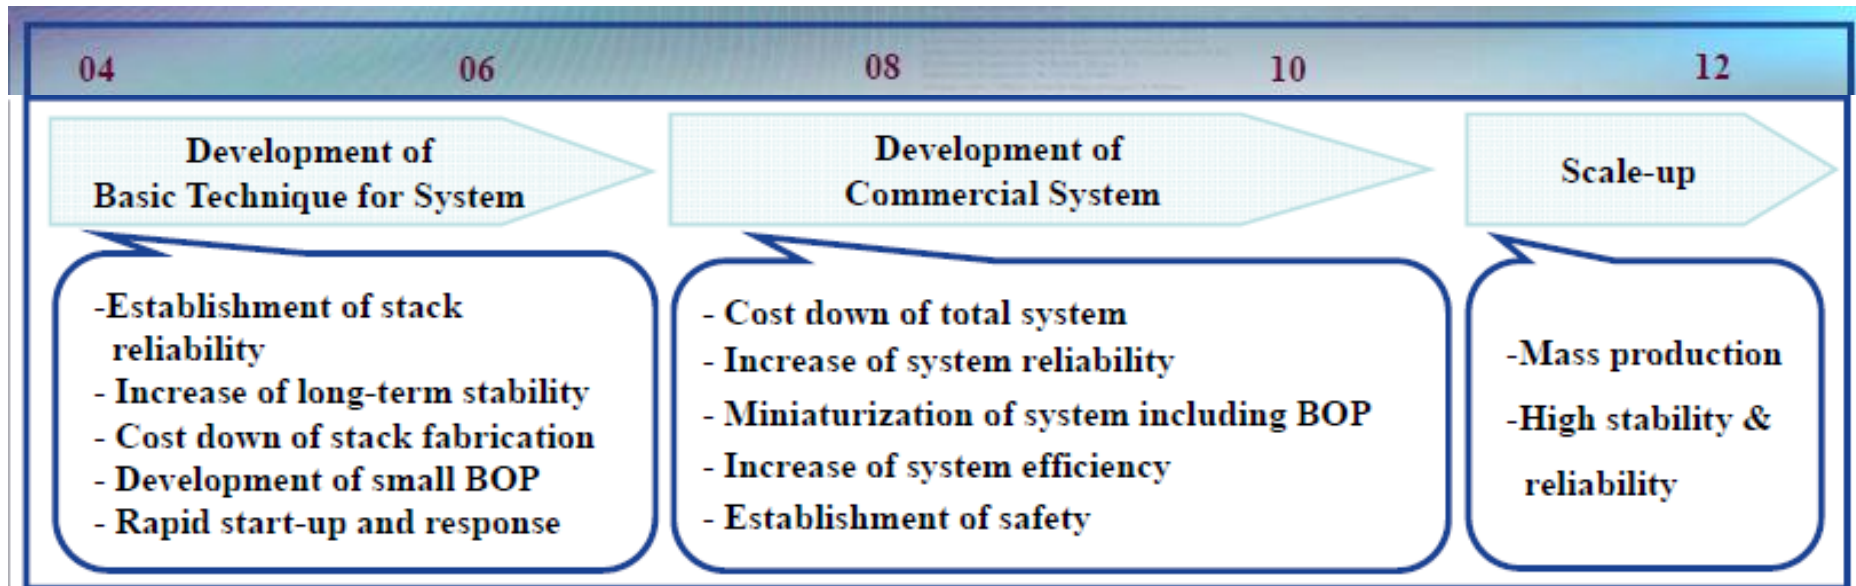 04 06 08 10 12
Development of
Basic Technique for System
-Establishment of stack
reliability
- Increase of long-term stability
- Cost down of stack fabrication
- Development of small BOP
- Rapid start-up and response
Development of
Commercial System
- Cost down of total system
- Increase of system reliability
- Miniaturization of system including BOP
- Increase of system efficiency
- Establishment of safety
Scale-up
-Mass production
-High stability &
reliability